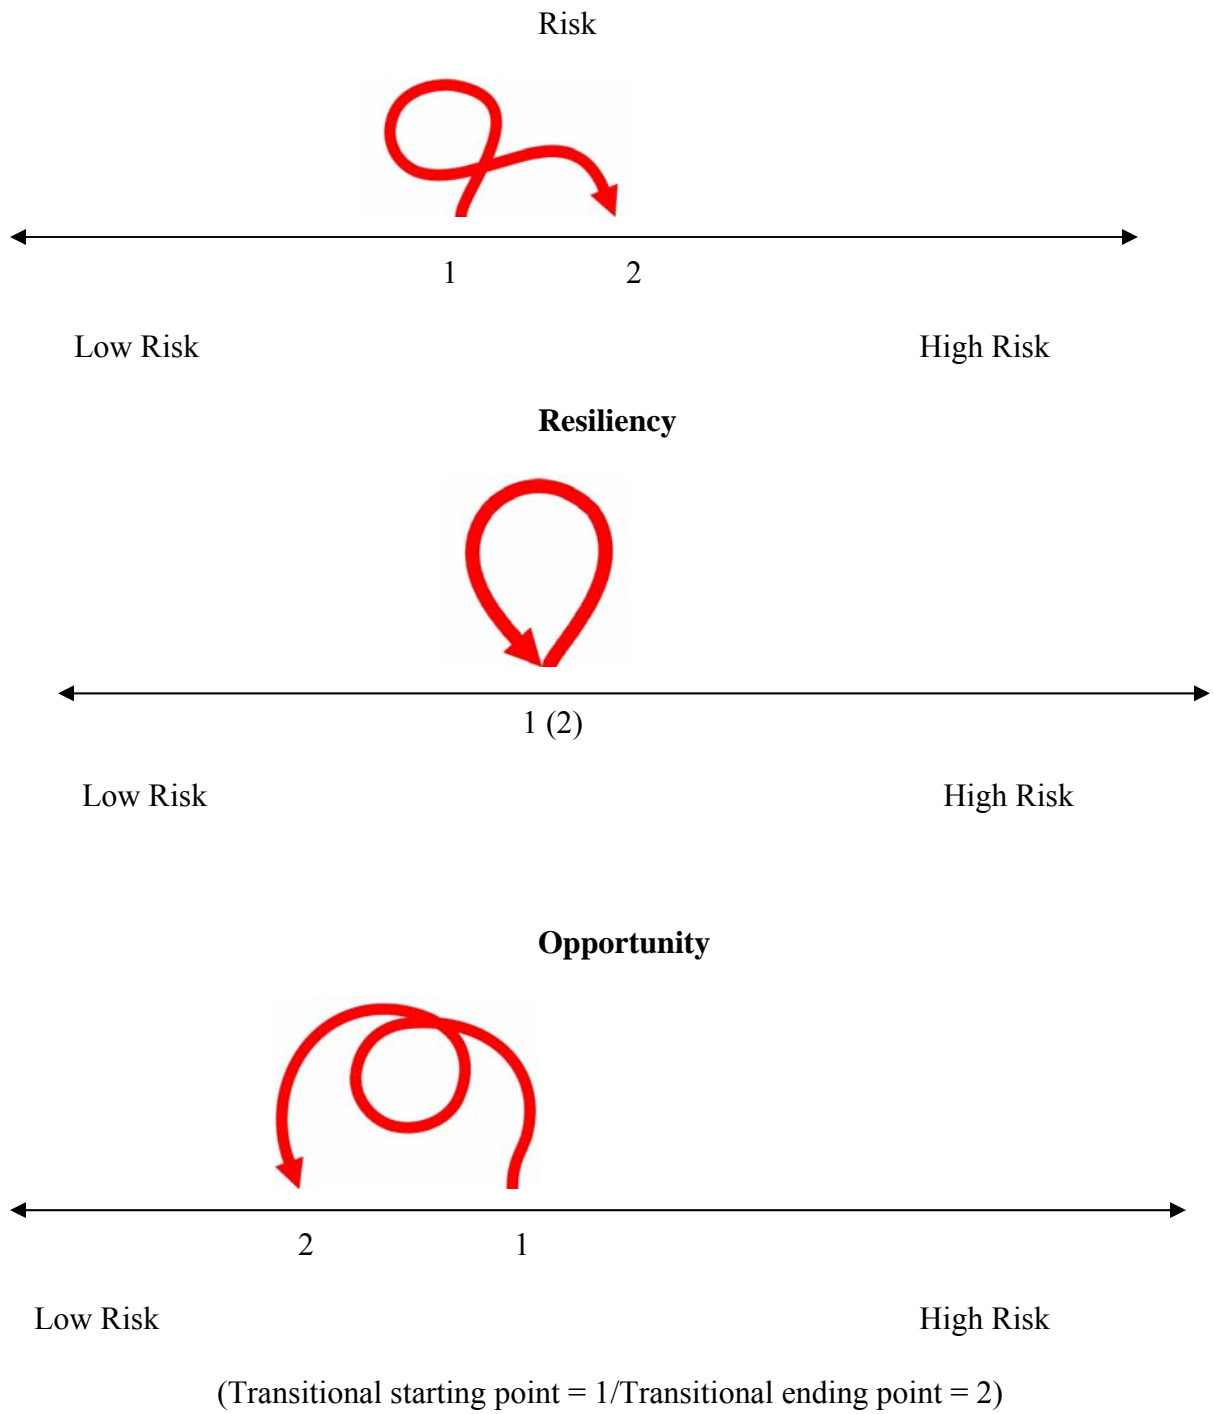 Risk
1 2
Low Risk High Risk
Resiliency
1 (2)
Low Risk High Risk
Opportunity
2 1
Low Risk High Risk
(Transitional starting point = 1/Transitional ending point = 2)